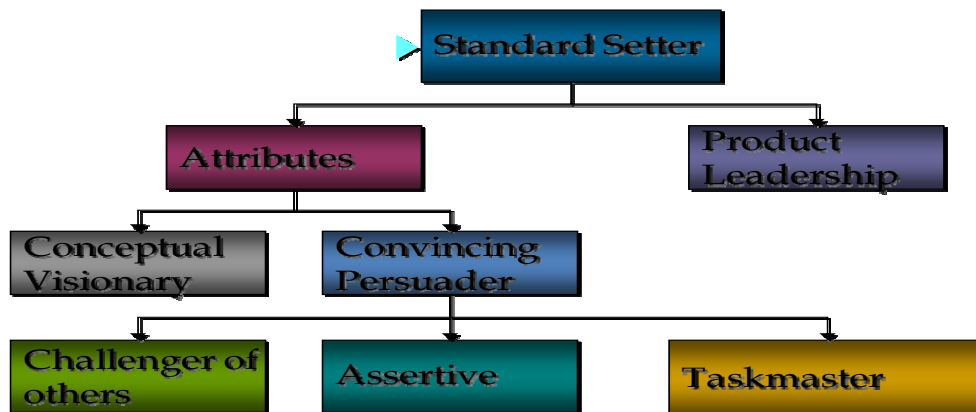 Standard Setter
Attributes
Product
Leadership
Conceptual
Visionary
Convincing
Persuader
Challenger of
others
Assertive
Taskmaster